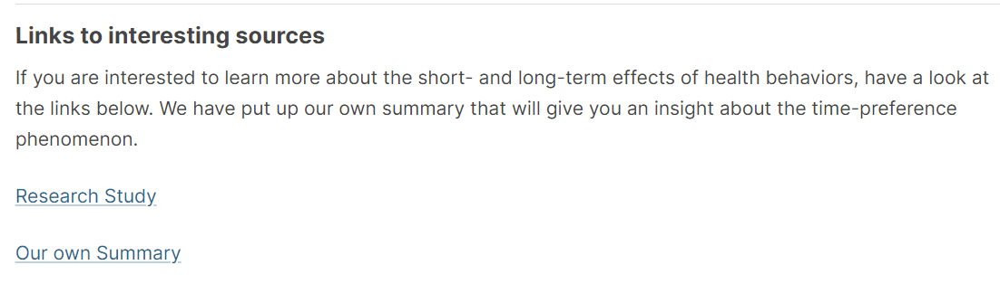 Links to interesting sources
If you are interested to learn more about the short- and long-term effects of health behaviors, have a look at
the links below. We have put up our own summary that will give you an insight about the time-preference
phenomenon.
Research Study
Our own Summary